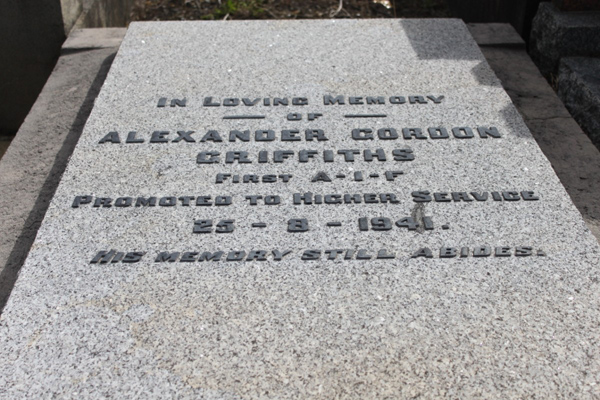 IN LOVING MEMORY
— OF —
ALEXANDER GORDON
GRIFFITHS
FIRST A-I-F
PROMOTED TO HIGHER SERVICE
25 - 8 - 1941.
HIS MEMORY STILL ABIDES.